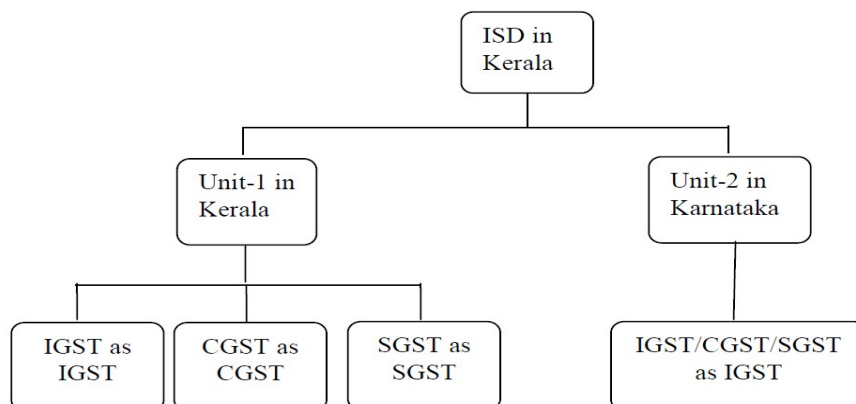 ISD in
Kerala
Unit-1 in
Kerala
Unit-2 in
Karnataka
IGST as
IGST
CGST as
CGST
SGST as
SGST
IGST/CGST/SGST
as IGST